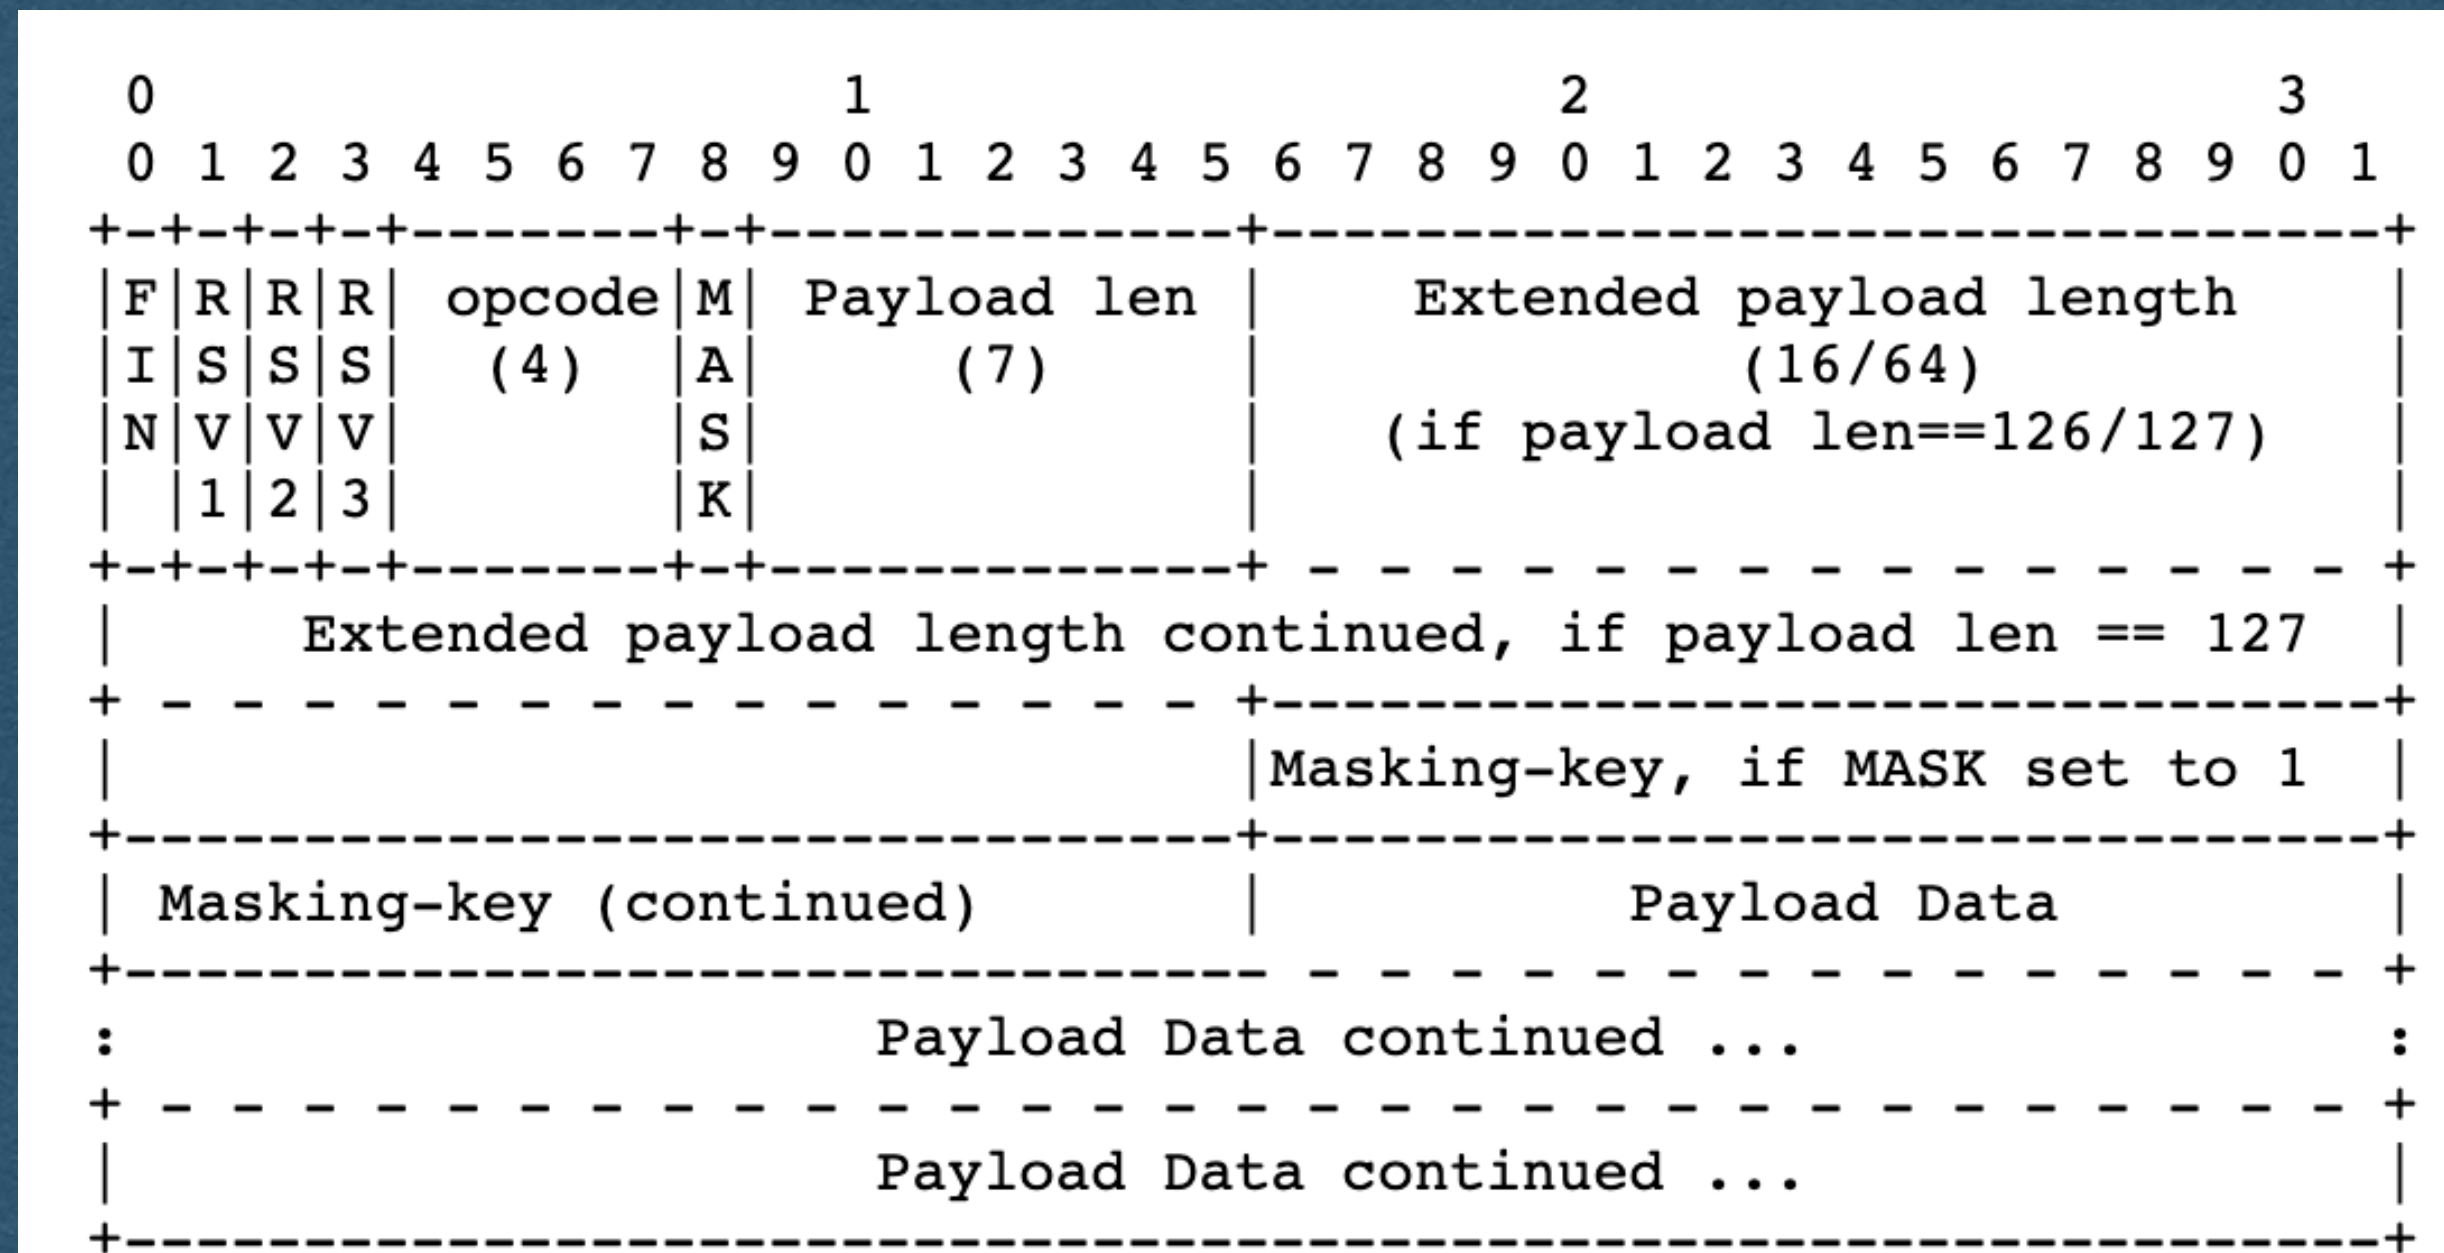 0                   1                   2                   3
 0 1 2 3 4 5 6 7 8 9 0 1 2 3 4 5 6 7 8 9 0 1 2 3 4 5 6 7 8 9 0 1
+-+-+-+-+-------+-+-------------+-------------------------------+
|F|R|R|R| opcode|M| Payload len |    Extended payload length    |
|I|S|S|S|  (4)  |A|     (7)     |             (16/64)           |
|N|V|V|V|       |S|             |   (if payload len==126/127)   |
| |1|2|3|       |K|             |                               |
+-+-+-+-+-------+-+-------------+ - - - - - - - - - - - - - - - +
|     Extended payload length continued, if payload len == 127  |
+ - - - - - - - - - - - - - - - +-------------------------------+
|                               |Masking-key, if MASK set to 1  |
+-------------------------------+-------------------------------+
| Masking-key (continued)       |          Payload Data         |
+-------------------------------- - - - - - - - - - - - - - - - +
:                     Payload Data continued ...                :
+ - - - - - - - - - - - - - - - - - - - - - - - - - - - - - - - +
|                     Payload Data continued ...                |
+---------------------------------------------------------------+